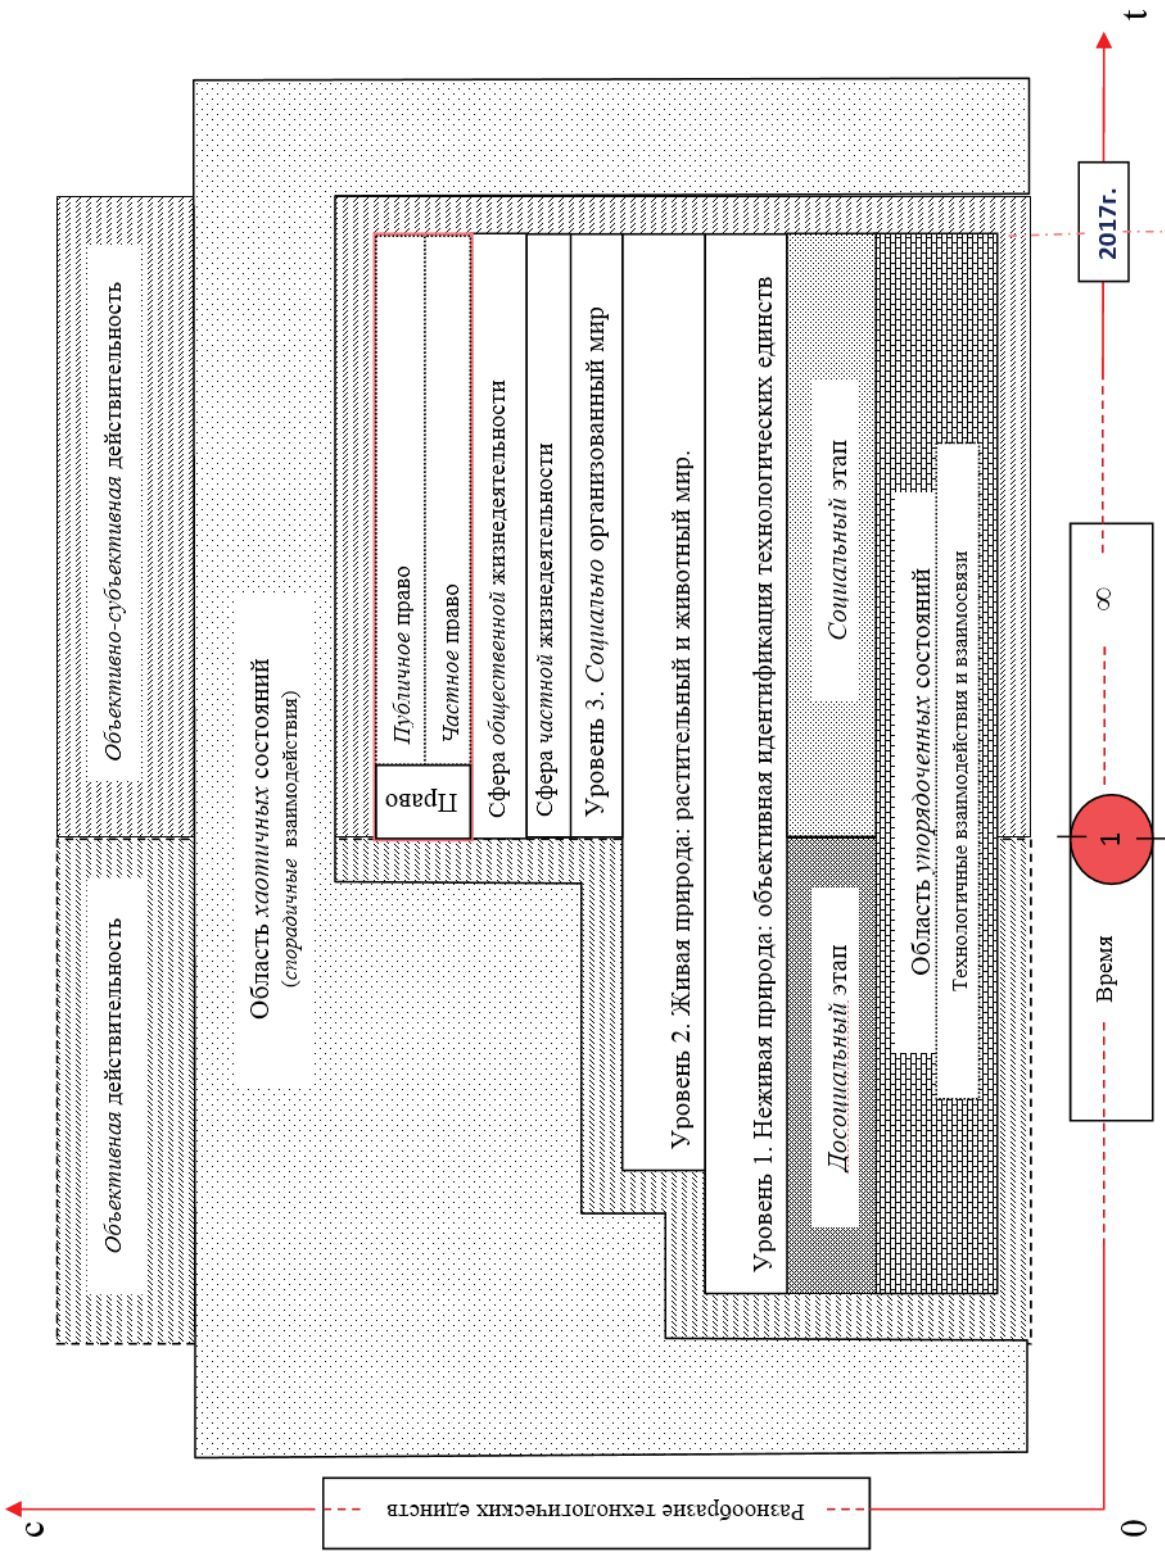 с
Объективная действительность
Объективно-субъективная действительность
Область хаотичных состояний
(спорадичные взаимодействия)
Разнообразие технологических единств
Право
Публичное право
Частное право
Сфера общественной жизнедеятельности
Сфера частной жизнедеятельности
Уровень 3. Социально организованный мир
Уровень 2. Живая природа: растительный и животный мир.
Уровень 1. Неживая природа: объективная идентификация технологических единств
Досоциальный этап
Социальный этап
Область упорядоченных состояний
Технологичные взаимодействия и взаимосвязи
0
Время
1
∞
2017г.
t